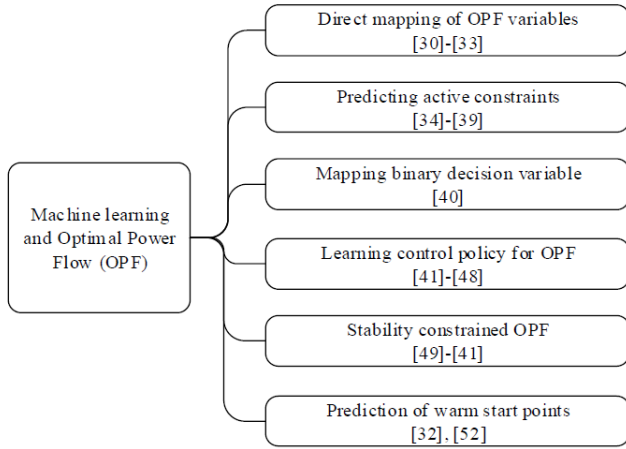 Machine learning
and Optimal Power
Flow (OPF)
Direct mapping of OPF variables
[30]-[33]
Predicting active constraints
[34]-[39]
Mapping binary decision variable
[40]
Learning control policy for OPF
[41]-[48]
Stability constrained OPF
[49]-[41]
Prediction of warm start points
[32], [52]